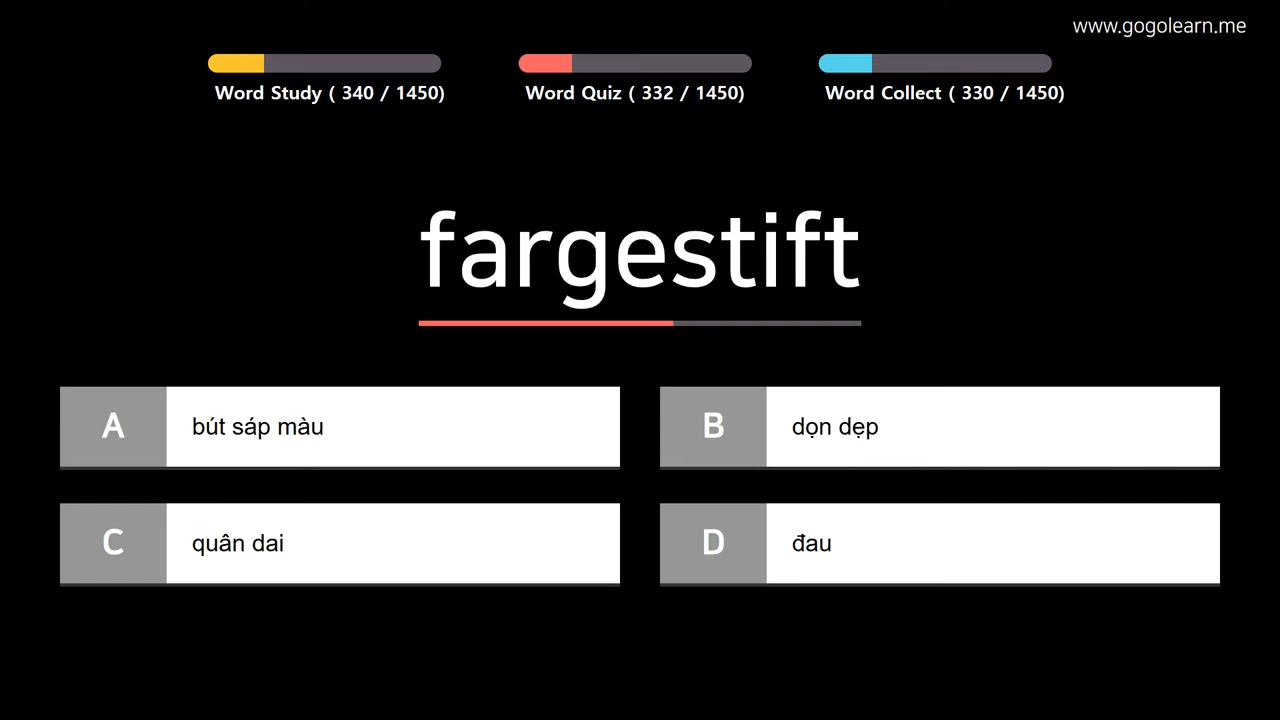 www.gogolearn.me
Word Study ( 340 / 1450)
Word Quiz ( 332 / 1450)
Word Collect ( 330 / 1450)
fargestift
A
bút sáp màu
B
dọn dẹp
C
quân dai
D
đau